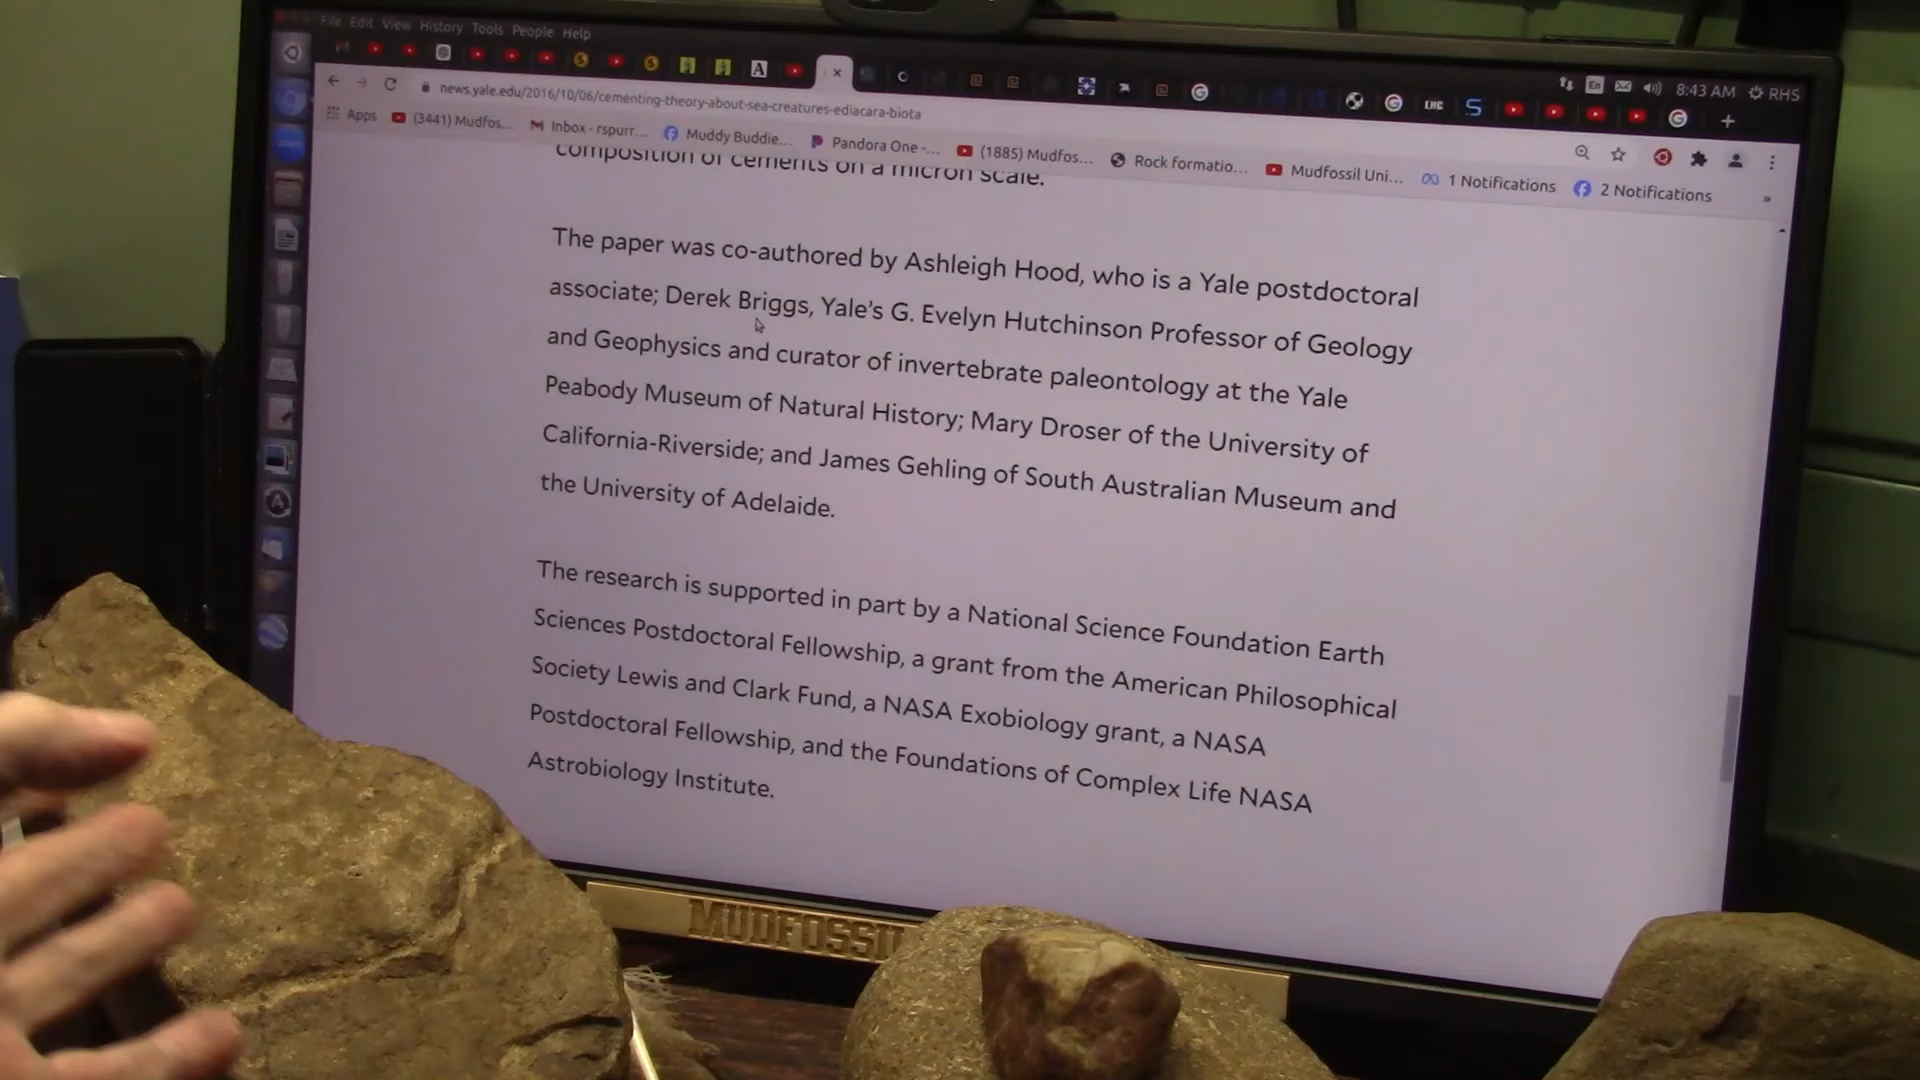 File Edit View History Tools People Help
8:43 AM RHS
news.yale.edu/2016/10/06/cementing-theory-about-sea-creatures-ediacara-biota
Apps (3441) Mudfos... Inbox - rspurr... Muddy Buddie... Pandora One -... (1885) Mudfos... Rock formatio... Mudfossil Uni... 1 Notifications 2 Notifications »
composition of cements on a micron scale.
The paper was co-authored by Ashleigh Hood, who is a Yale postdoctoral
associate; Derek Briggs, Yale's G. Evelyn Hutchinson Professor of Geology
and Geophysics and curator of invertebrate paleontology at the Yale
Peabody Museum of Natural History; Mary Droser of the University of
California-Riverside; and James Gehling of South Australian Museum and
the University of Adelaide.
The research is supported in part by a National Science Foundation Earth
Sciences Postdoctoral Fellowship, a grant from the American Philosophical
Society Lewis and Clark Fund, a NASA Exobiology grant, a NASA
Postdoctoral Fellowship, and the Foundations of Complex Life NASA
Astrobiology Institute.
MUDFOSSIL